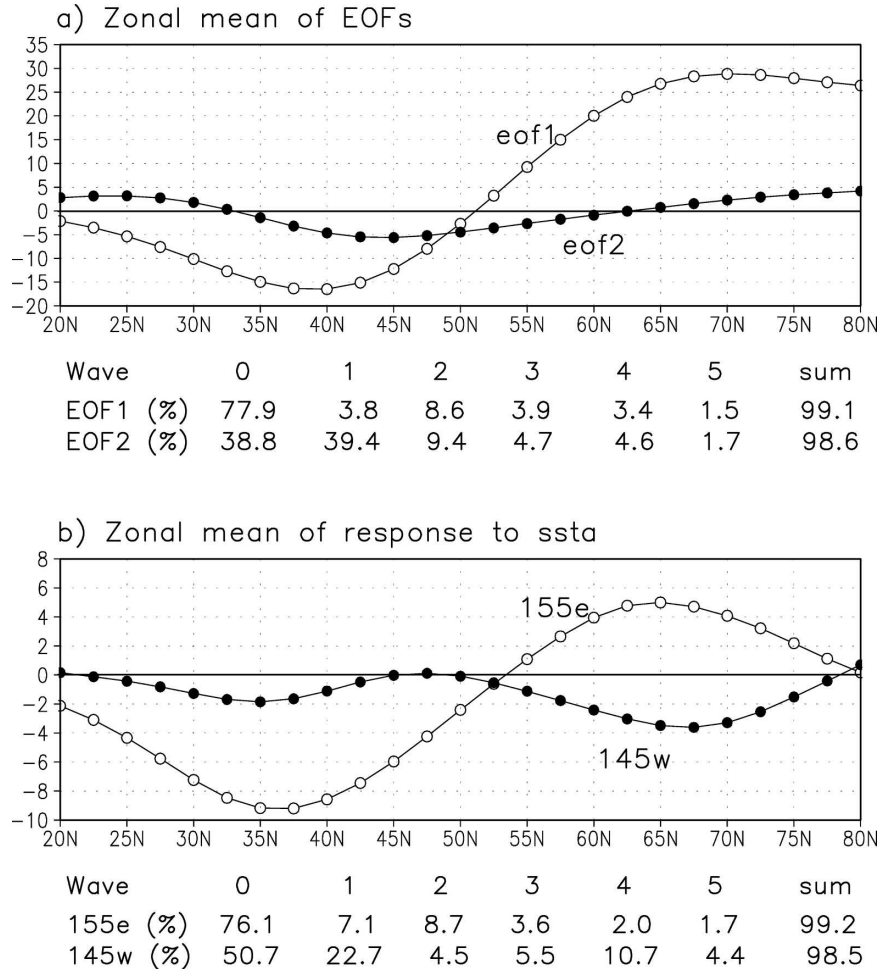 a) Zonal mean of EOFs
35
30
25
20
15
10
5
0
-5
-10
-15
-20
eof1
eof2
20N 25N 30N 35N 40N 45N 50N 55N 60N 65N 70N 75N 80N
Wave 0 1 2 3 4 5 sum
EOF1 (%) 77.9 3.8 8.6 3.9 3.4 1.5 99.1
EOF2 (%) 38.8 39.4 9.4 4.7 4.6 1.7 98.6
b) Zonal mean of response to ssta
8
6
4
2
0
-2
-4
-6
-8
-10
155e
145w
20N 25N 30N 35N 40N 45N 50N 55N 60N 65N 70N 75N 80N
Wave 0 1 2 3 4 5 sum
155e (%) 76.1 7.1 8.7 3.6 2.0 1.7 99.2
145w (%) 50.7 22.7 4.5 5.5 10.7 4.4 98.5